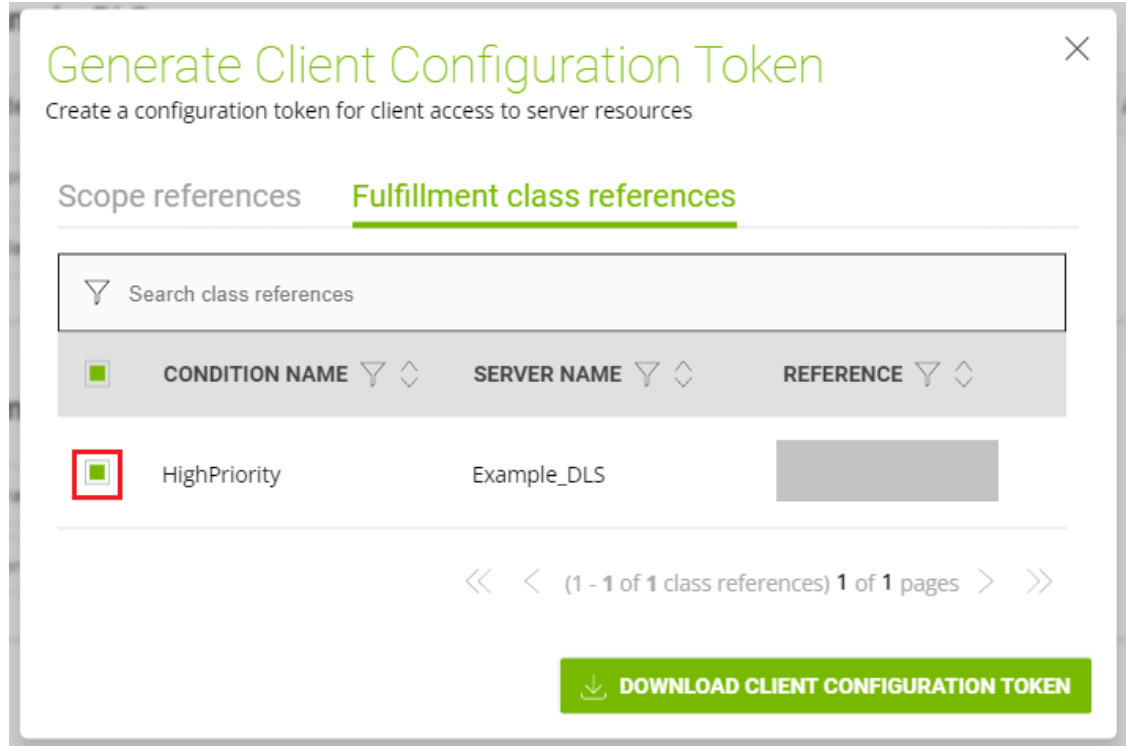 Generate Client Configuration Token
Create a configuration token for client access to server resources
Scope references Fulfillment class references
Search class references
CONDITION NAME SERVER NAME REFERENCE
HighPriority Example_DLS
(1 - 1 of 1 class references) 1 of 1 pages
DOWNLOAD CLIENT CONFIGURATION TOKEN